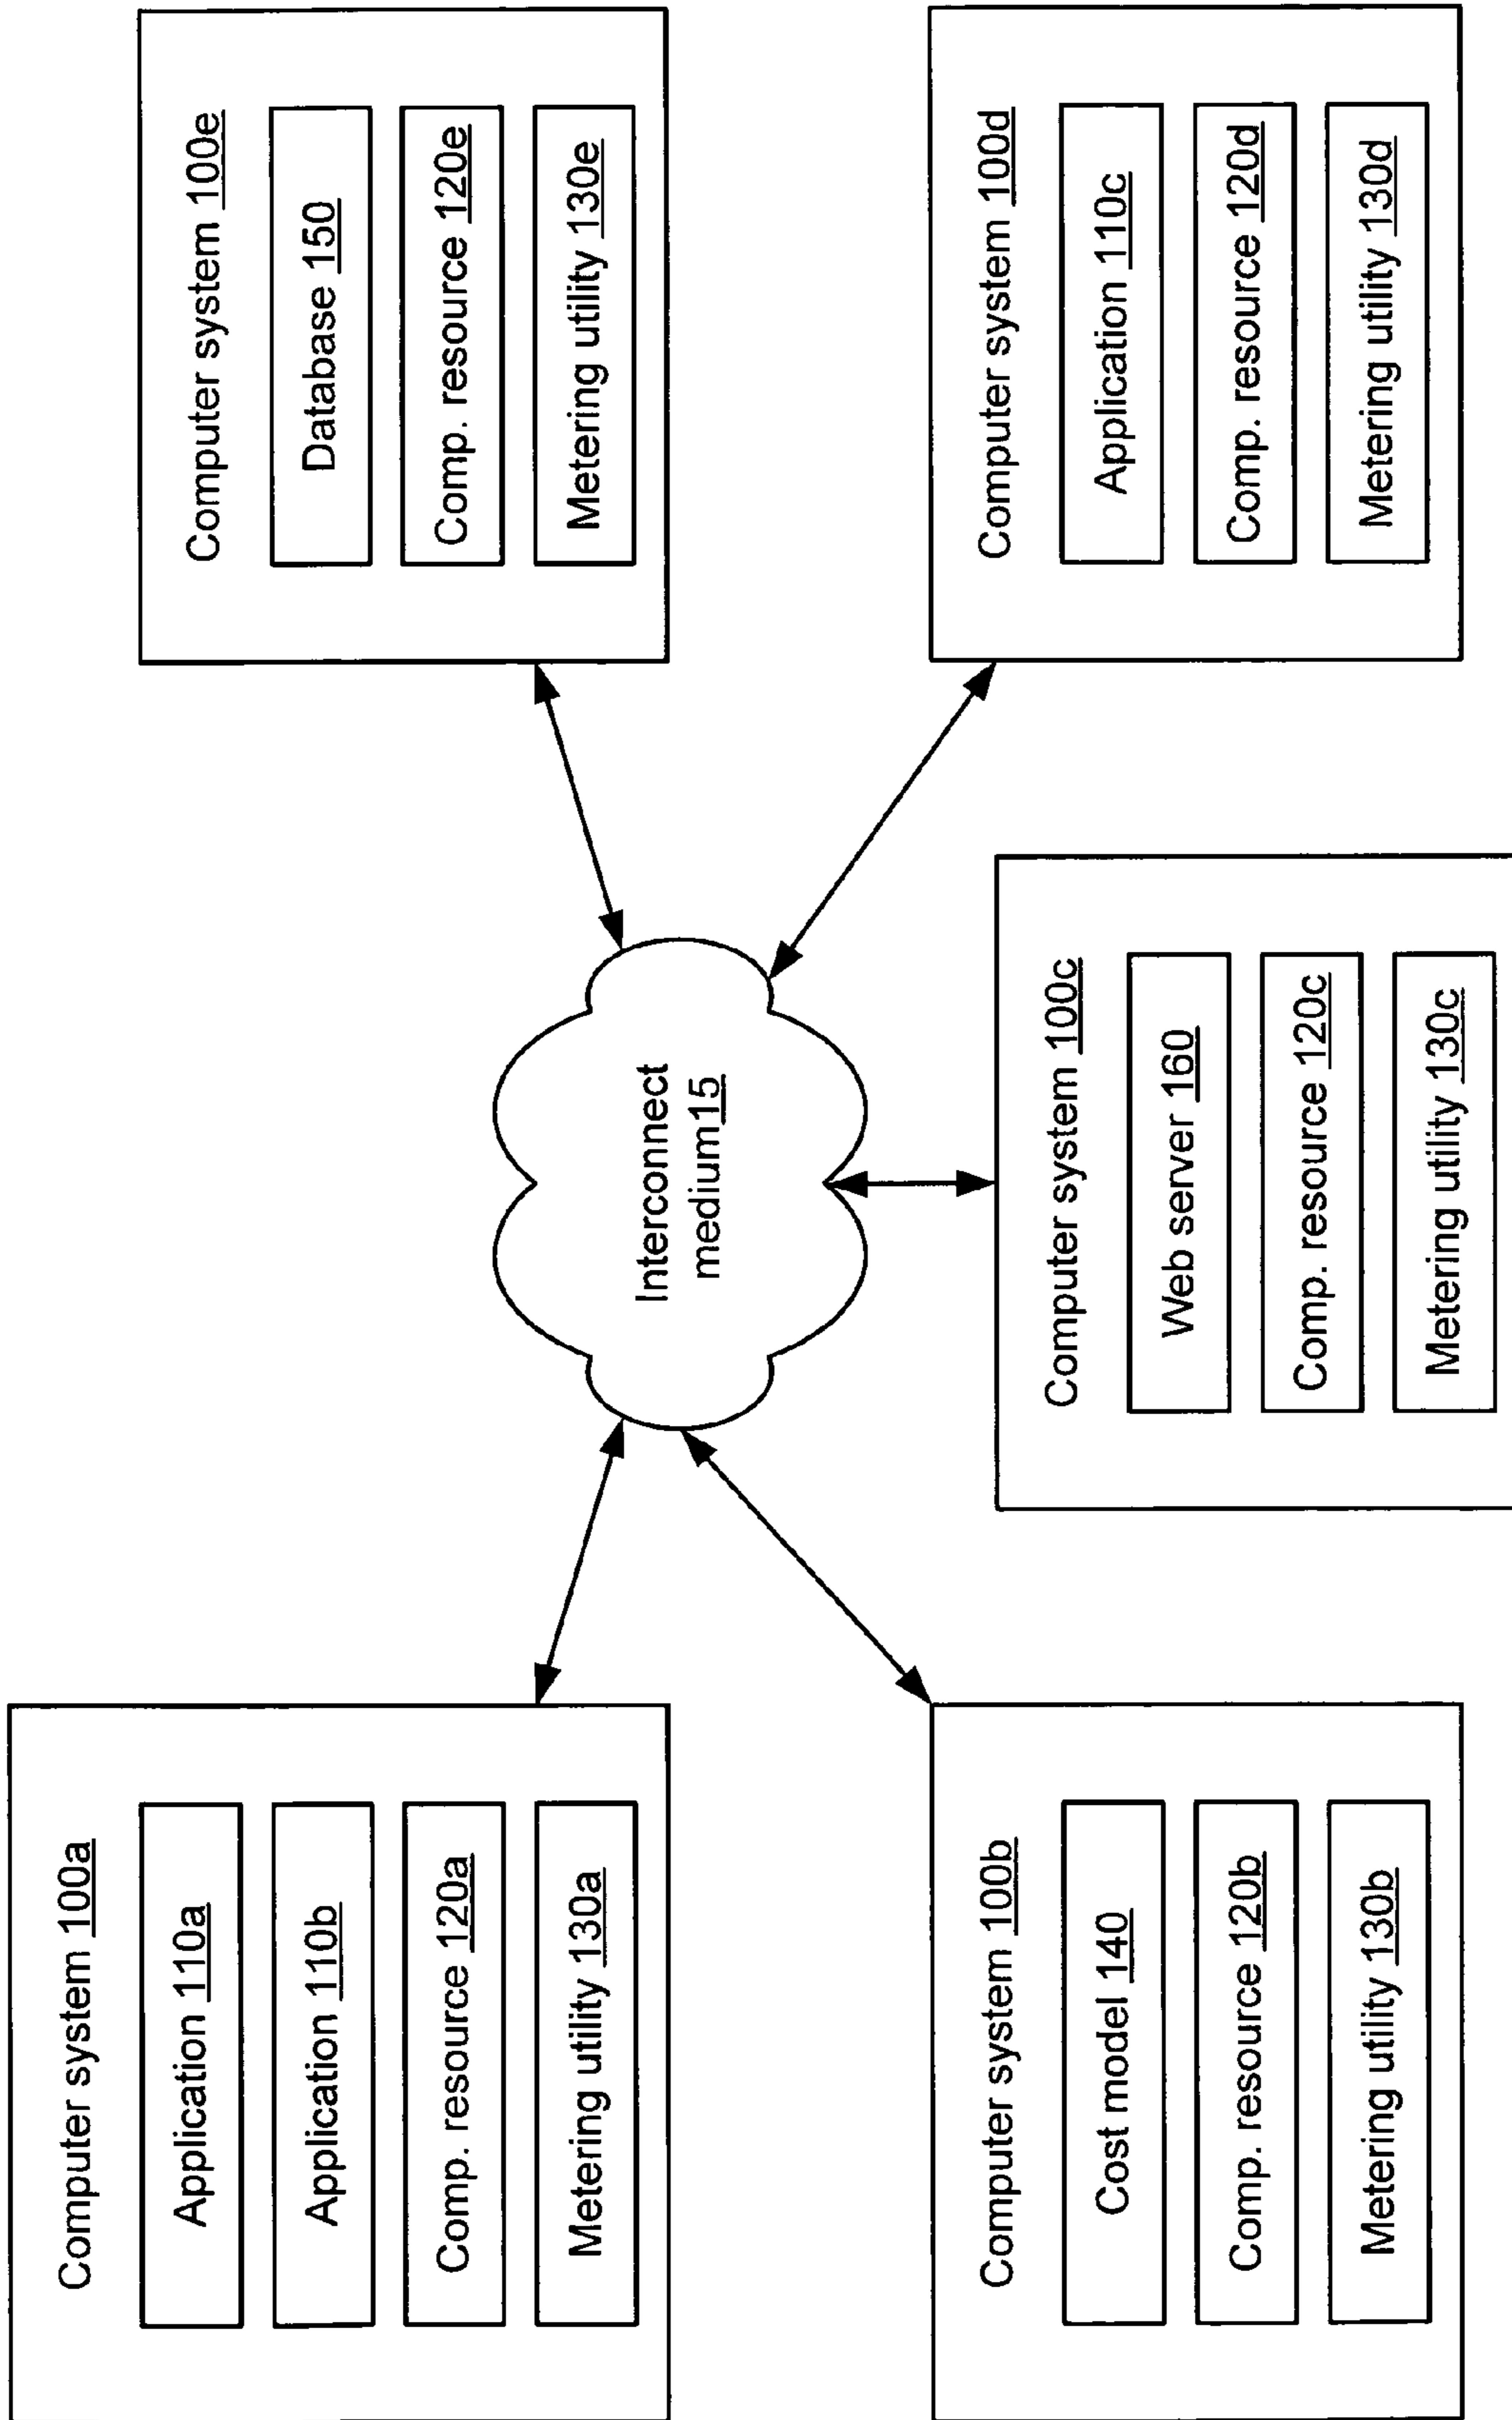 Computer system 100a
Application 110a
Application 110b
Comp. resource 120a
Metering utility 130a
Computer system 100e
Database 150
Comp. resource 120e
Metering utility 130e
Interconnect
medium15
Computer system 100b
Cost model 140
Comp. resource 120b
Metering utility 130b
Computer system 100c
Web server 160
Comp. resource 120c
Metering utility 130c
Computer system 100d
Application 110c
Comp. resource 120d
Metering utility 130d